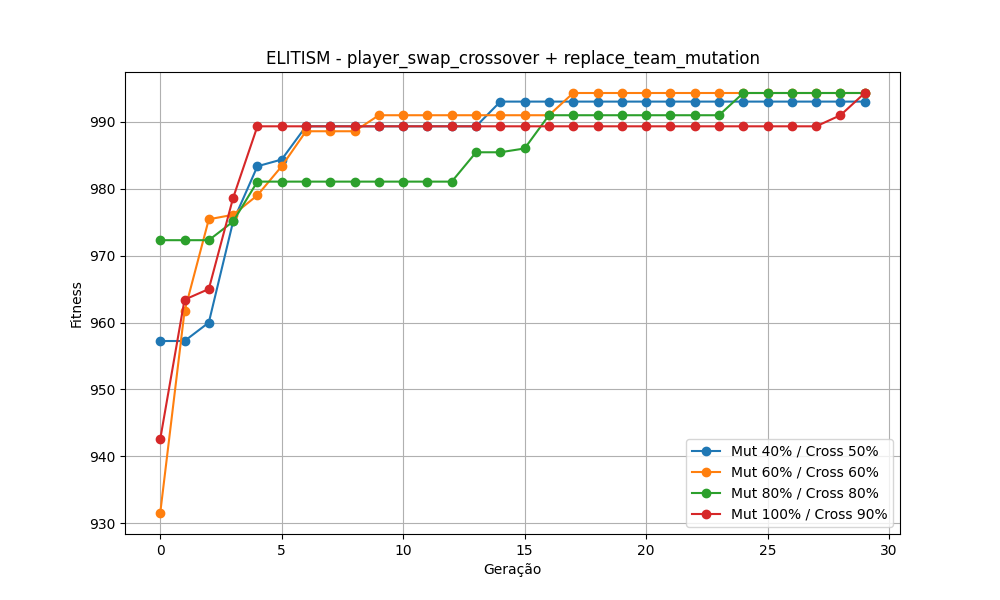 ELITISM - player_swap_crossover + replace_team_mutation
990
980
970
960
950
940
930
Fitness
0
5
10
15
20
25
30
Geração
Mut 40% / Cross 50%
Mut 60% / Cross 60%
Mut 80% / Cross 80%
Mut 100% / Cross 90%